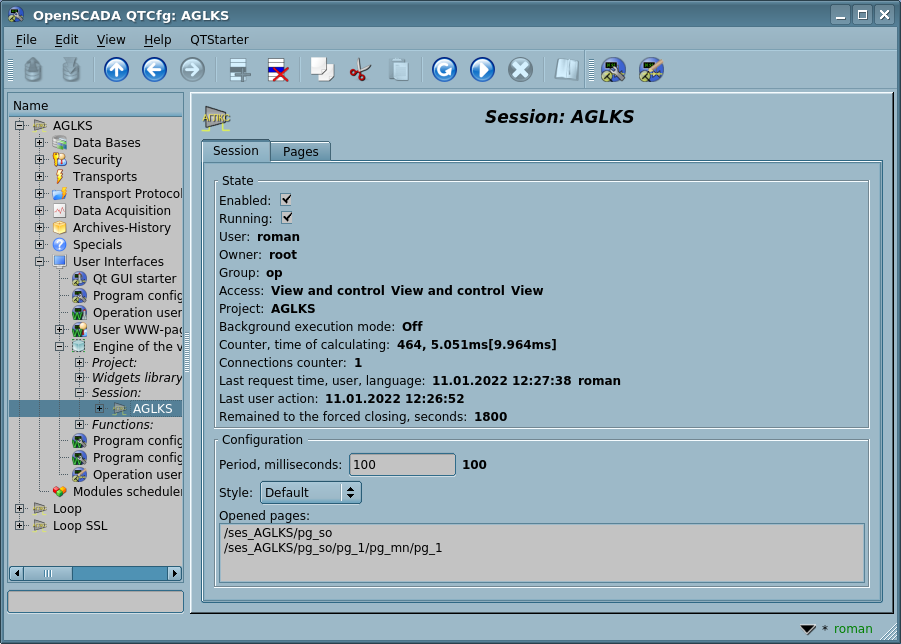 OpenSCADA QTCfg: AGLKS
File Edit View Help QTStarter
Name
AGLKS
Data Bases
Security
Transports
Transport Protocol
Data Acquisition
Archives-History
Specials
User Interfaces
Qt GUI starter
Program config
Operation user
User WWW-pag
Engine of the v
Project:
Widgets library
Session:
AGLKS
Functions:
Program config
Program config
Operation user
Modules scheduler
Loop
Loop SSL
АГЛКС
Session: AGLKS
Session Pages
State
Enabled:
Running:
User: roman
Owner: root
Group: op
Access: View and control View and control View
Project: AGLKS
Background execution mode: Off
Counter, time of calculating: 464, 5.051ms[9.964ms]
Connections counter: 1
Last request time, user, language: 11.01.2022 12:27:38 roman
Last user action: 11.01.2022 12:26:52
Remained to the forced closing, seconds: 1800
Configuration
Period, milliseconds: 100 100
Style: Default
Opened pages:
/ses_AGLKS/pg_so
/ses_AGLKS/pg_so/pg_1/pg_mn/pg_1
* roman